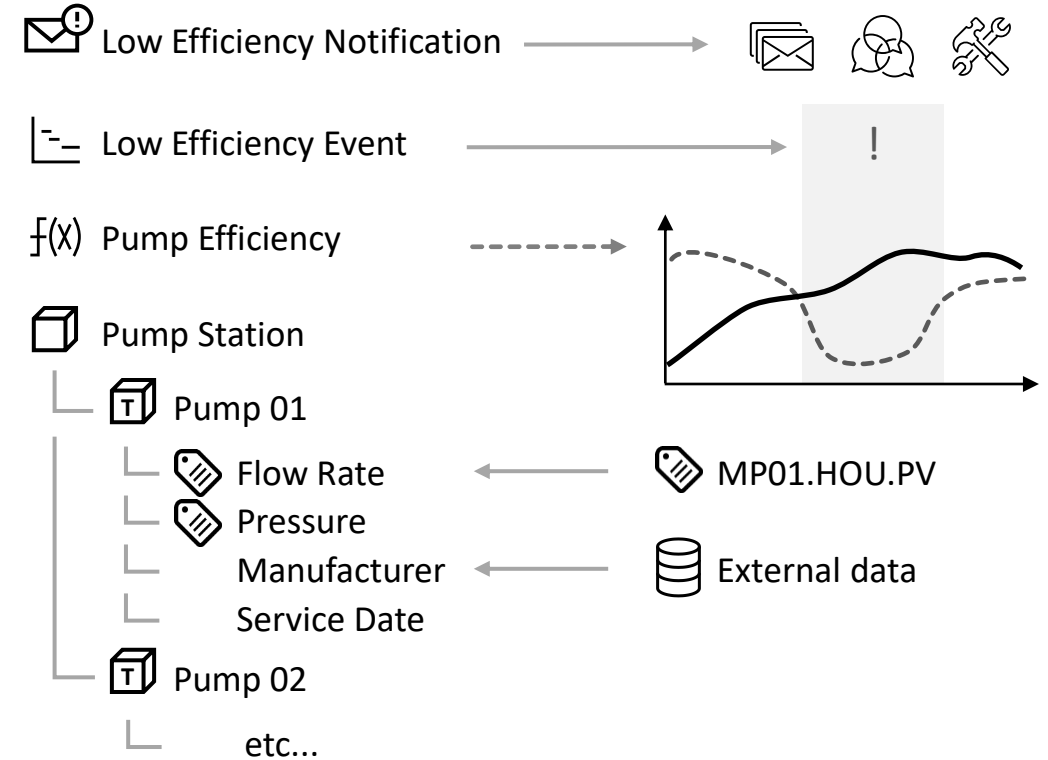 Low Efficiency Notification
Low Efficiency Event
!
f(x) Pump Efficiency
Pump Station
T Pump 01
Flow Rate
MP01.HOU.PV
Pressure
Manufacturer
External data
Service Date
T Pump 02
etc...